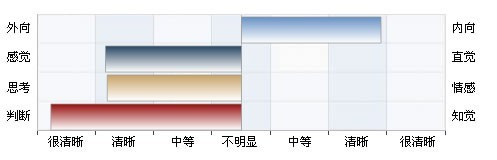 外向 内向
感觉 直觉
思考 情感
判断 知觉
很清晰 清晰 中等 不明显 中等 清晰 很清晰